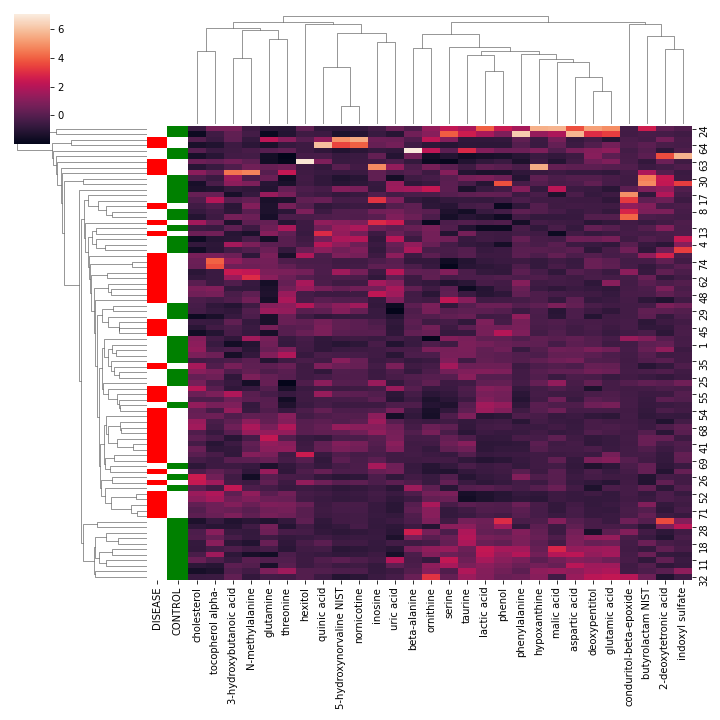 6
4
2
0
24
64
63
30
17
8
13
4
74
62
48
29
45
1
35
25
55
54
68
41
69
26
52
71
28
18
11
32
DISEASE
CONTROL
cholesterol
tocopherol alpha-
3-hydroxybutanoic acid
N-methylalanine
glutamine
threonine
hexitol
quinic acid
5-hydroxynorvaline NIST
nornicotine
inosine
uric acid
beta-alanine
ornithine
serine
taurine
lactic acid
phenol
phenylalanine
hypoxanthine
malic acid
aspartic acid
deoxypentitol
glutamic acid
conduritol-beta-epoxide
butyrolactam NIST
2-deoxytetronic acid
indoxyl sulfate